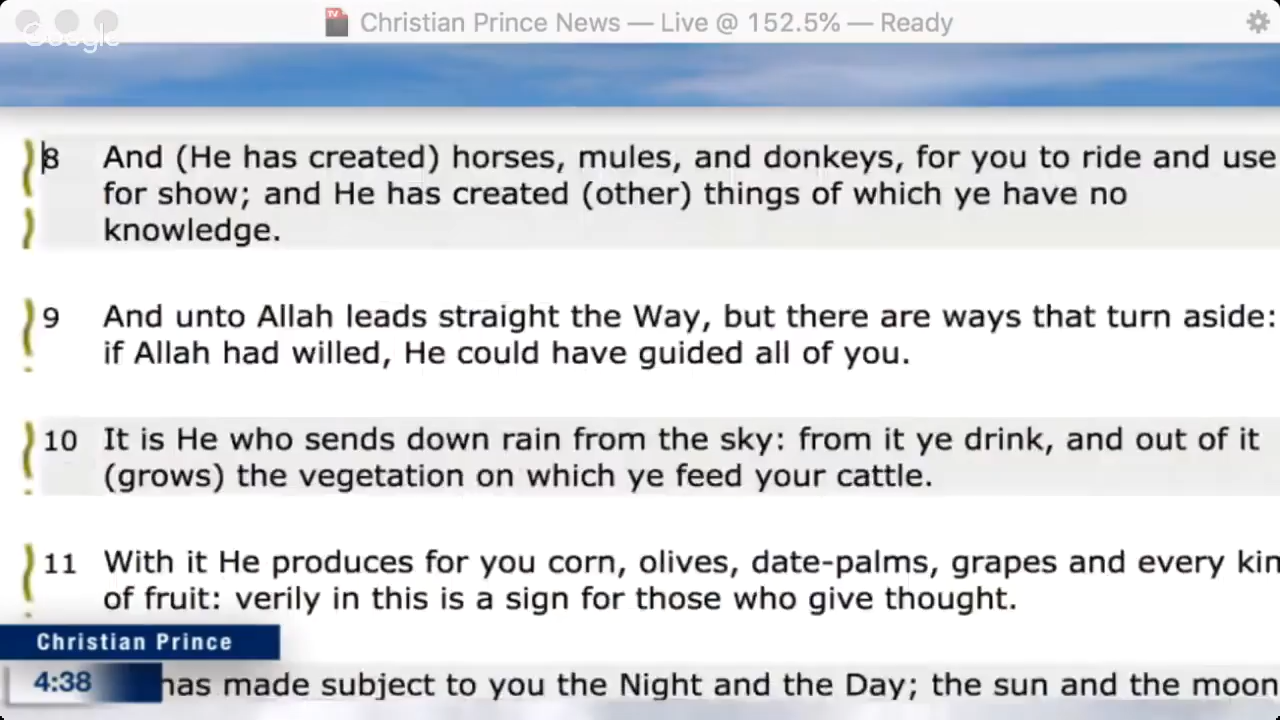 Christian Prince News — Live @ 152.5% — Ready
Google
8 And (He has created) horses, mules, and donkeys, for you to ride and use
for show; and He has created (other) things of which ye have no
knowledge.
9 And unto Allah leads straight the Way, but there are ways that turn aside:
if Allah had willed, He could have guided all of you.
10 It is He who sends down rain from the sky: from it ye drink, and out of it
(grows) the vegetation on which ye feed your cattle.
11 With it He produces for you corn, olives, date-palms, grapes and every kin
of fruit: verily in this is a sign for those who give thought.
Christian Prince
4:38 has made subject to you the Night and the Day; the sun and the moon